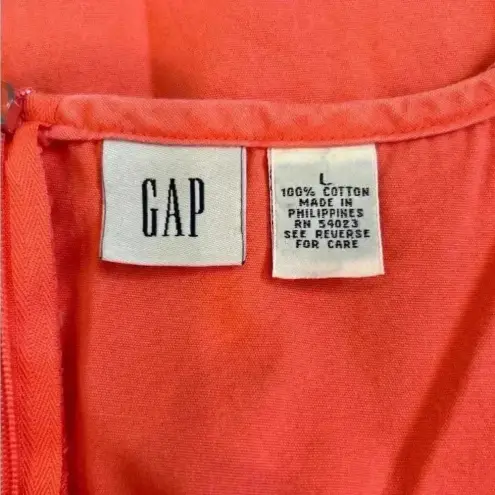 GAP
L
100% COTTON
MADE IN
PHILIPPINES
RN 54023
SEE REVERSE
FOR CARE